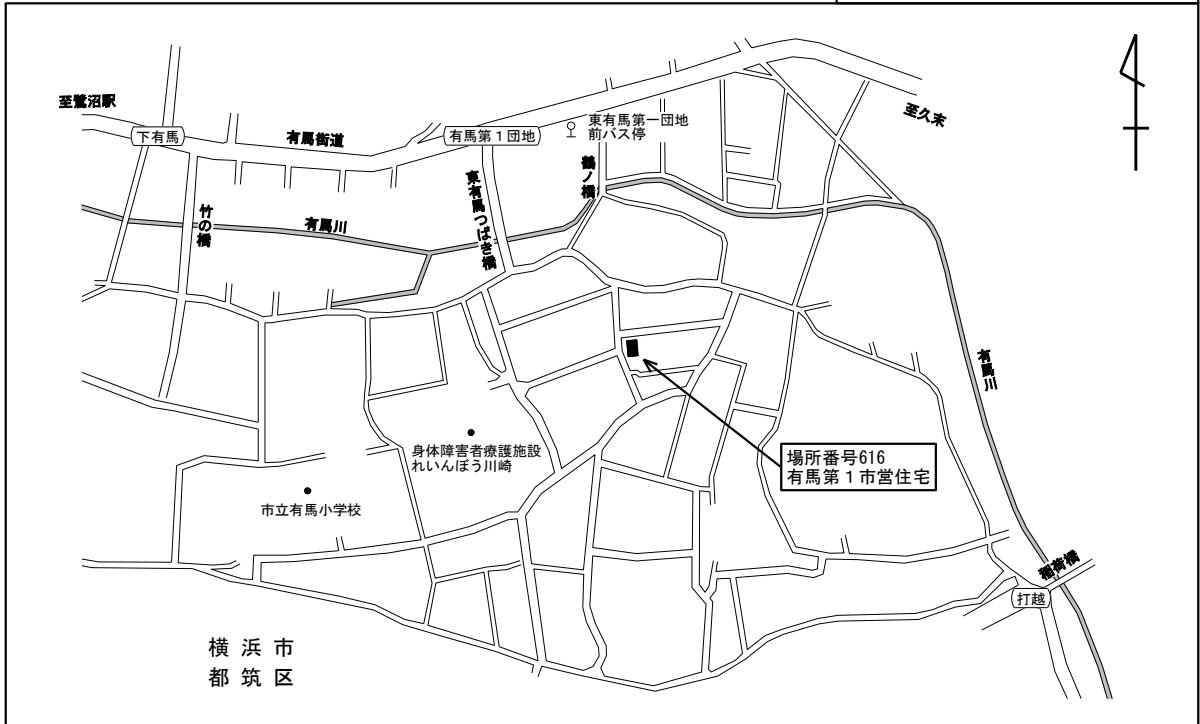 至鷺沼駅
下有馬
有馬街道
有馬第１団地
東有馬第一団地
前バス停
至久末
鶴ノ橋
竹の橋
有馬川
東有馬つばき橋
有馬川
場所番号616
有馬第１市営住宅
身体障害者療護施設
れいんぼう川崎
市立有馬小学校
稲荷橋
打越
横浜市
都筑区